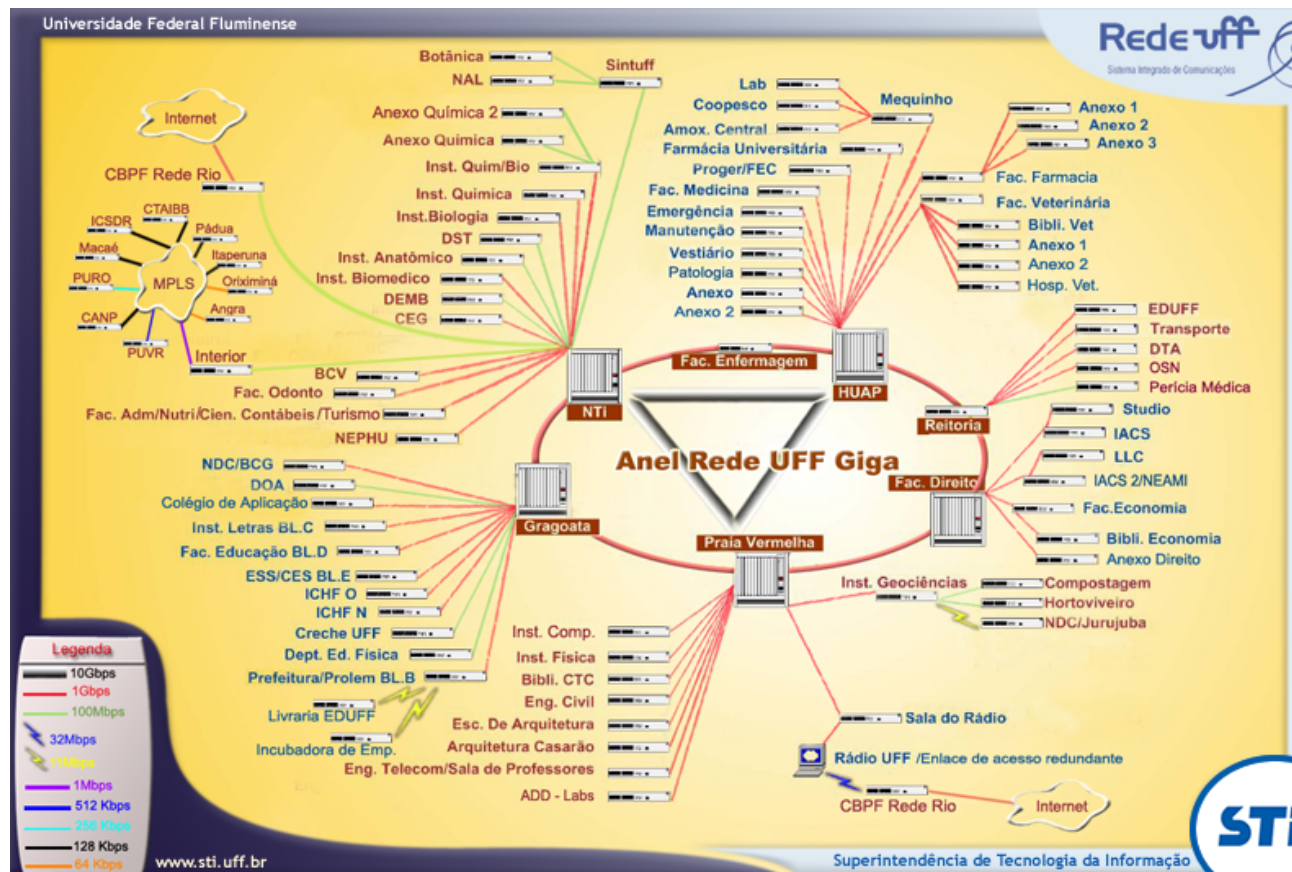 Universidade Federal Fluminense
Rede uff
Sistema Integrado de Comunicações
Internet
CBPF Rede Rio
CTAIBB
ICSDR
Pádua
Macaé
Itaperuna
PURO
MPLS
Oriximiná
CANP
Angra
PUVR
Interior
Botânica
Sintuff
NAL
Anexo Química 2
Anexo Quimica
Inst. Quim/Bio
Inst. Quimica
Inst.Biologia
DST
Inst. Anatômico
Inst. Biomedico
DEMB
CEG
BCV
Fac. Odonto
Fac. Adm/Nutri/Cien. Contábeis /Turismo
NEPHU
Lab
Mequinho
Coopesco
Amox. Central
Farmácia Universitária
Proger/FEC
Fac. Medicina
Emergência
Manutenção
Vestiário
Patologia
Anexo
Anexo 2
Anexo 1
Anexo 2
Anexo 3
Fac. Farmacia
Fac. Veterinária
Bibli. Vet
Anexo 1
Anexo 2
Hosp. Vet.
EDUFF
Transporte
DTA
OSN
Perícia Médica
Fac. Enfermagem
NTi
HUAP
Reitoria
Anel Rede UFF Giga
Fac. Direito
Gragoata
Praia Vermelha
Studio
IACS
LLC
IACS 2/NEAMI
Fac.Economia
Bibli. Economia
Anexo Direito
NDC/BCG
DOA
Colégio de Aplicação
Inst. Letras BL.C
Fac. Educação BL.D
ESS/CES BL.E
ICHF O
ICHF N
Creche UFF
Dept. Ed. Física
Prefeitura/Prolem BL.B
Livraria EDUFF
Incubadora de Emp.
Inst. Geociências
Compostagem
Hortoviveiro
NDC/Jurujuba
Inst. Comp.
Inst. Fisica
Bibli. CTC
Eng. Civil
Esc. De Arquitetura
Arquitetura Casarão
Eng. Telecom/Sala de Professores
ADD - Labs
Sala do Rádio
Rádio UFF /Enlace de acesso redundante
CBPF Rede Rio
Internet
Legenda
10Gbps
1Gbps
100Mbps
32Mbps
11Mbps
1Mbps
512 Kbps
256 Kbps
128 Kbps
64 Kbps
www.sti.uff.br
Superintendência de Tecnologia da Informação